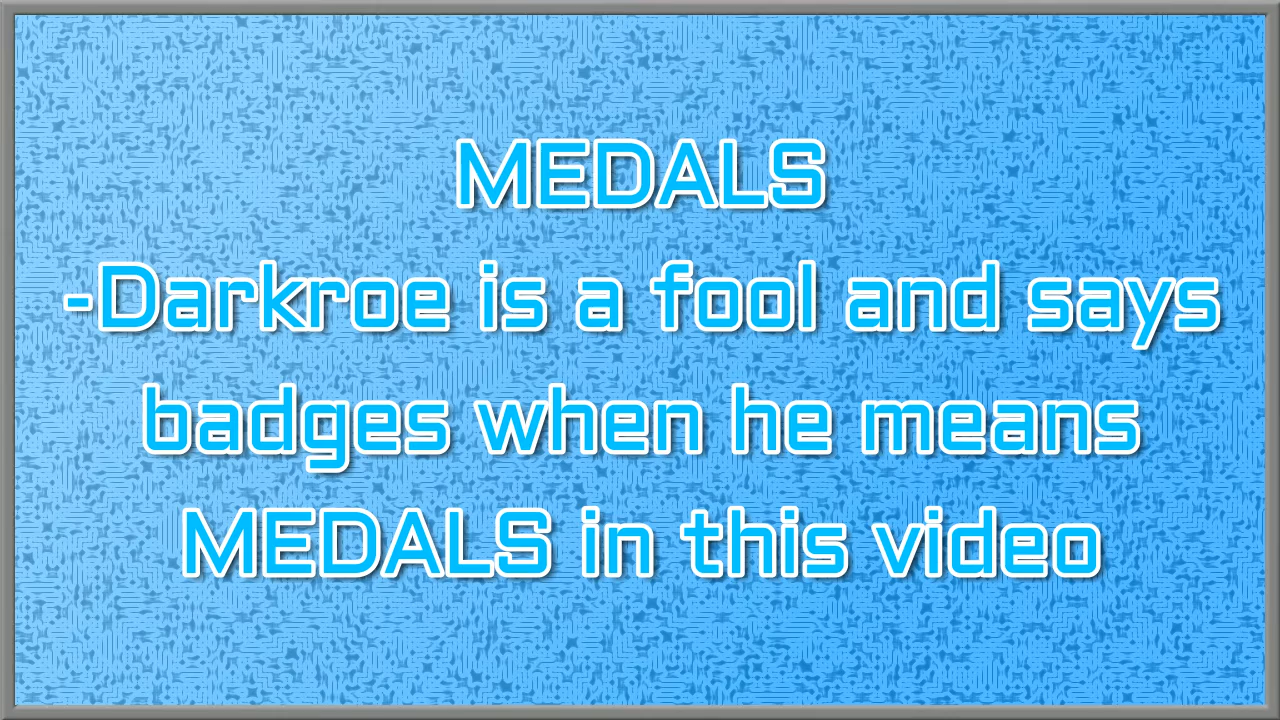 MEDALS
-Darkroe is a fool and says
badges when he means
MEDALS in this video